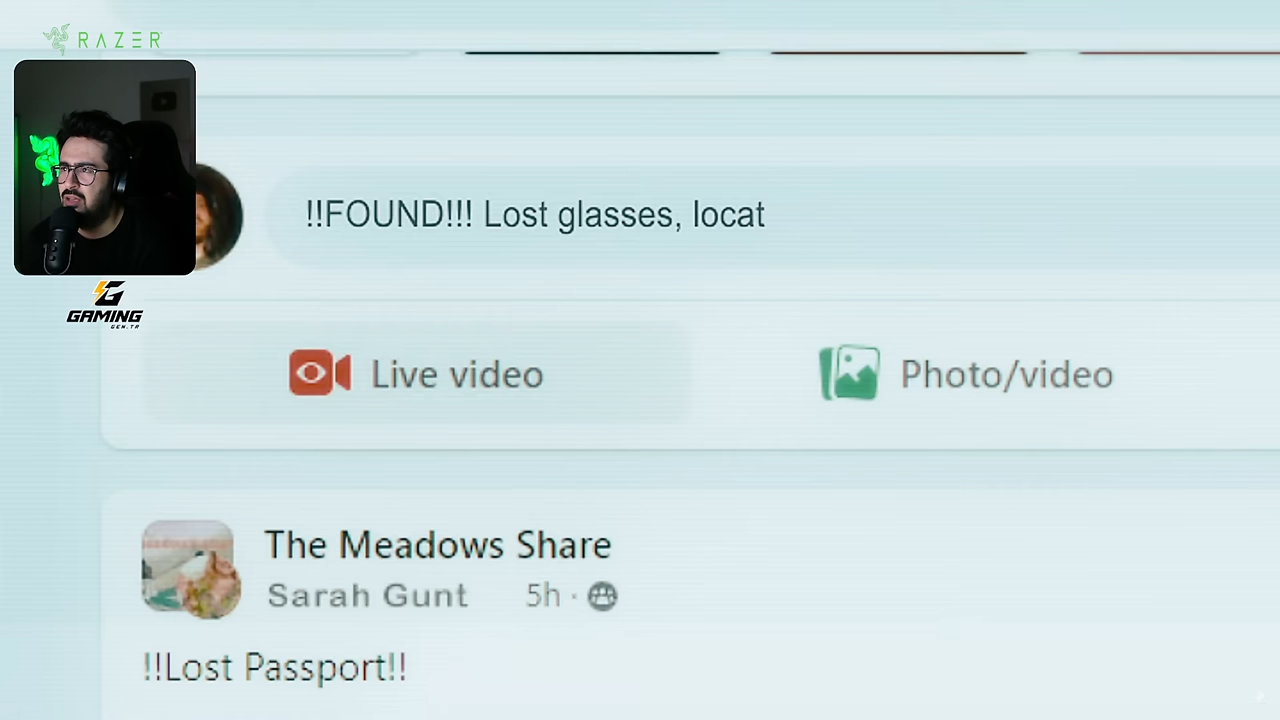 RAZER
!!FOUND!!! Lost glasses, locat
GAMING
GEN.TR
Live video
Photo/video
The Meadows Share
Sarah Gunt 5h ·
!!Lost Passport!!